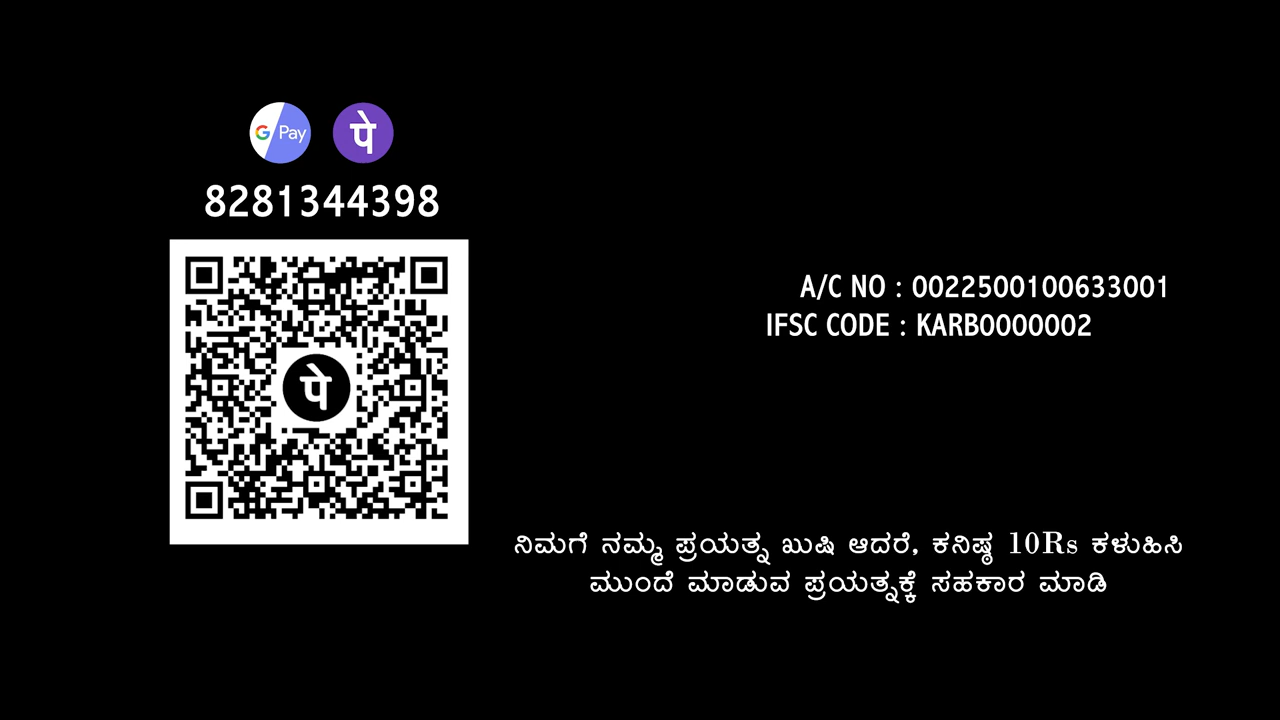 G Pay पे
8281344398
पे
A/C NO : 0022500100633001
IFSC CODE : KARB0000002
ನಿಮಗೆ ನಮ್ಮ ಪ್ರಯತ್ನ ಖುಷಿ ಆದರೆ, ಕನಿಷ್ಠ 10Rs ಕಳುಹಿಸಿ
ಮುಂದೆ ಮಾಡುವ ಪ್ರಯತ್ನಕ್ಕೆ ಸಹಕಾರ ಮಾಡಿ